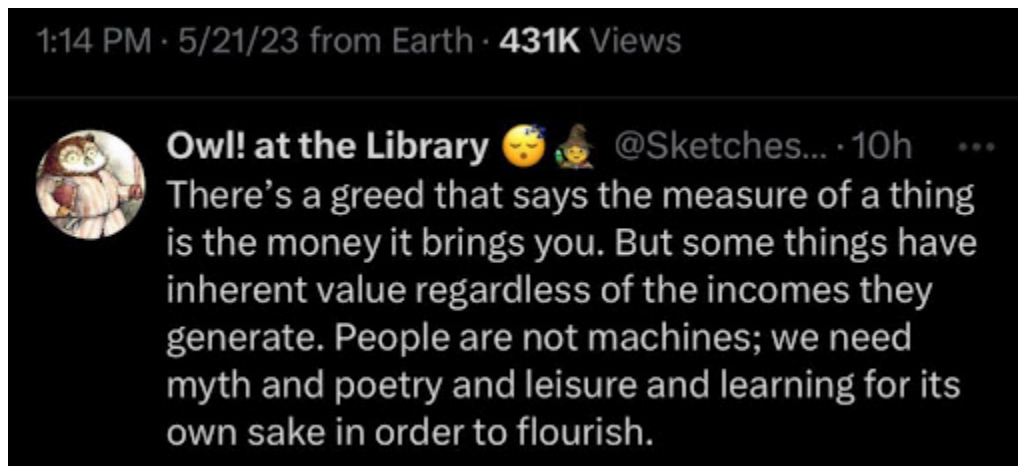 1:14 PM · 5/21/23 from Earth · 431K Views
Owl! at the Library 😴🧙‍♀️ @Sketches... · 10h ...
There’s a greed that says the measure of a thing
is the money it brings you. But some things have
inherent value regardless of the incomes they
generate. People are not machines; we need
myth and poetry and leisure and learning for its
own sake in order to flourish.